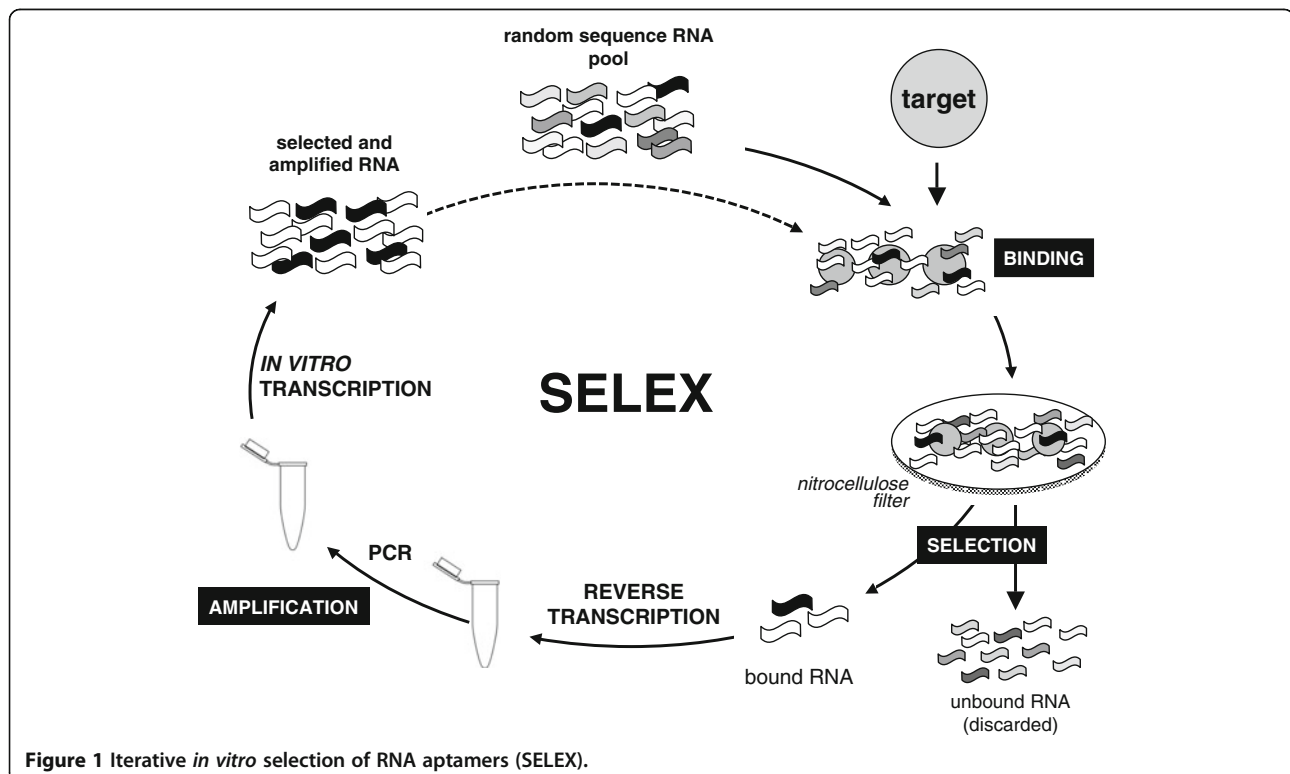 random sequence RNA
pool
target
selected and
amplified RNA
BINDING
IN VITRO
TRANSCRIPTION
SELEX
nitrocellulose
filter
SELECTION
PCR
AMPLIFICATION
REVERSE
TRANSCRIPTION
bound RNA
unbound RNA
(discarded)
Figure 1 Iterative in vitro selection of RNA aptamers (SELEX).